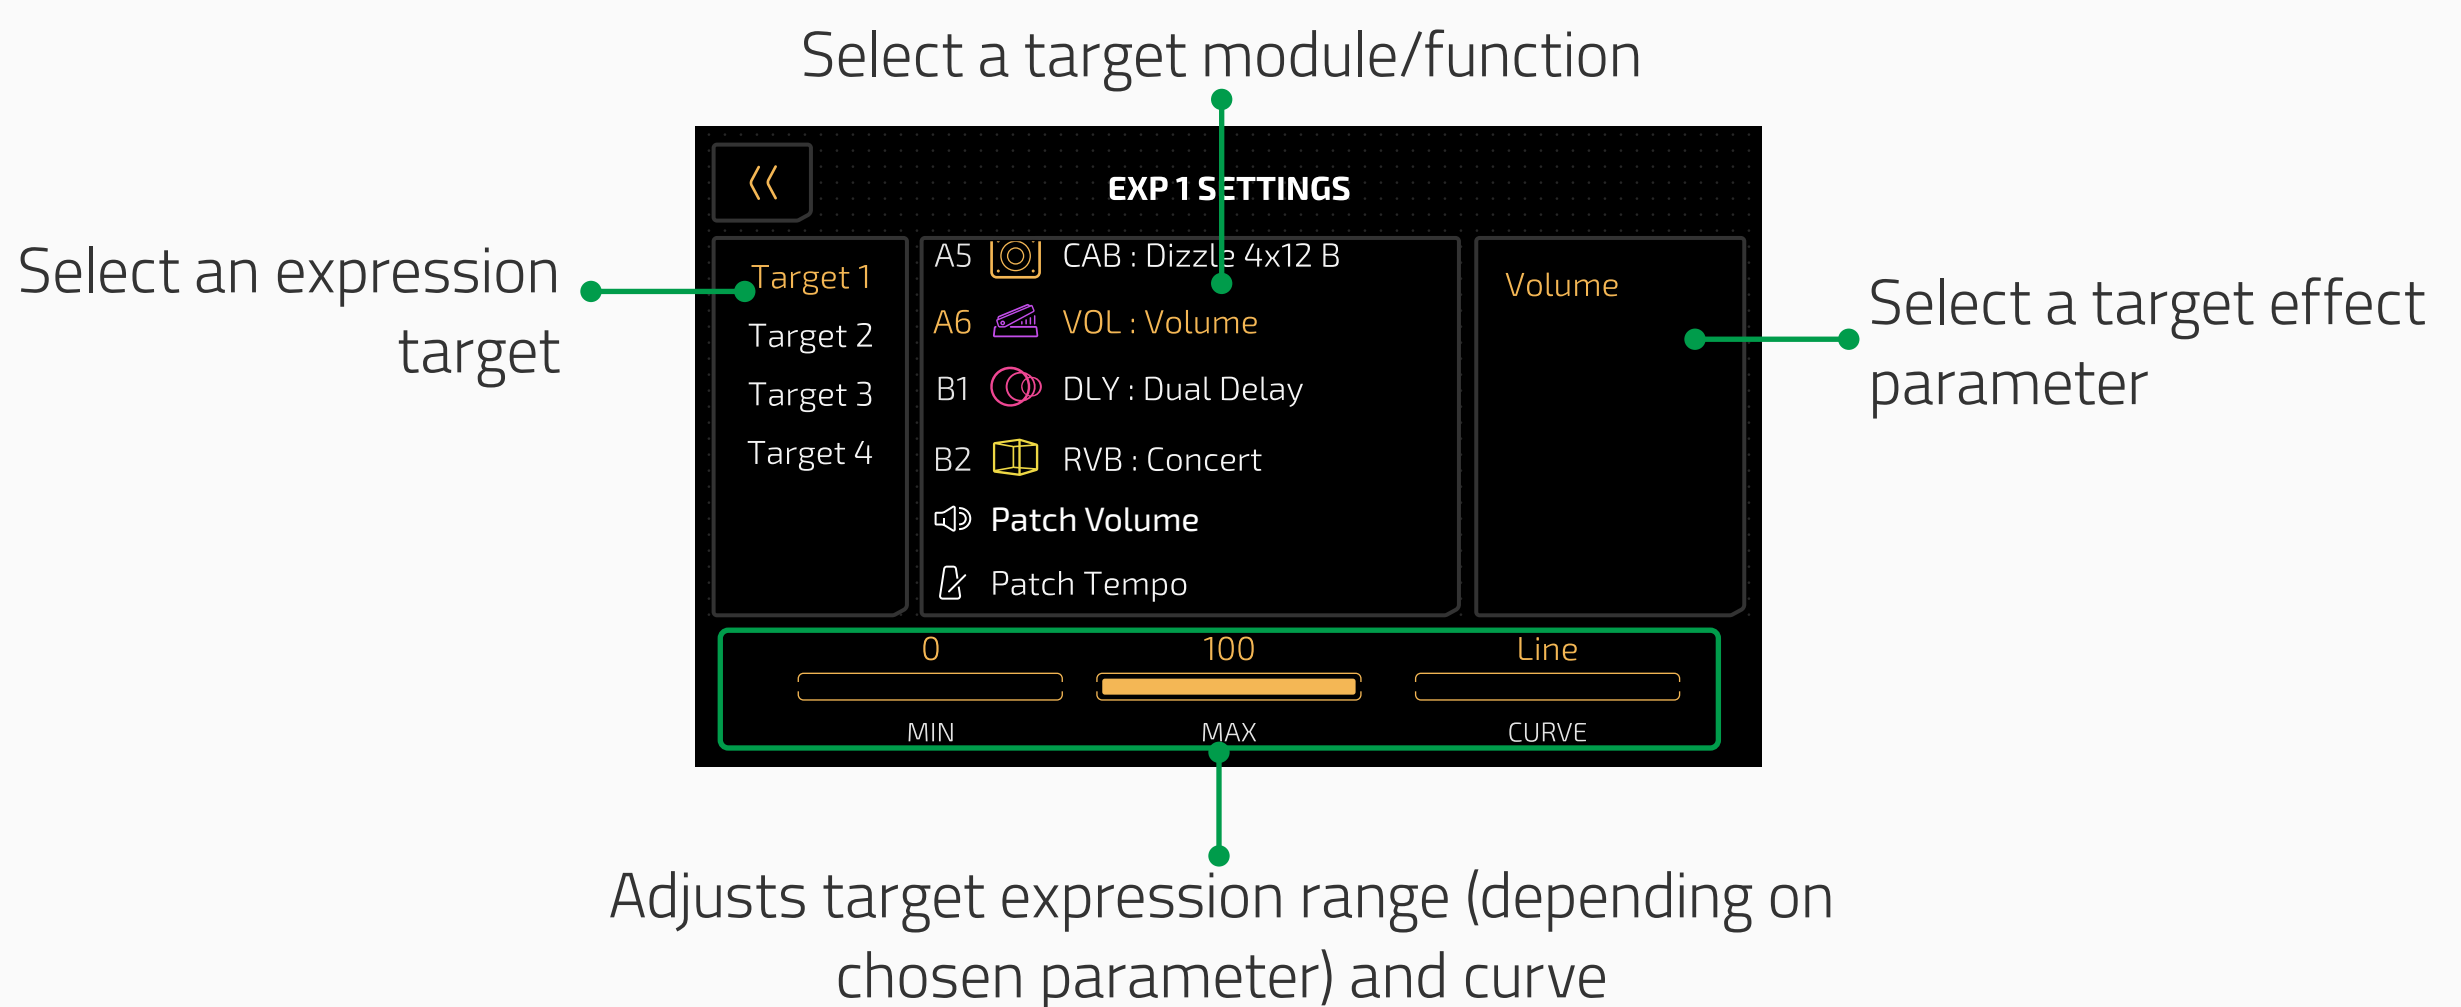 Select a target module/function
EXP 1 SETTINGS
Select an expression
target
Target 1
Target 2
Target 3
Target 4
A5 CAB : Dizzle 4x12 B
A6 VOL : Volume
B1 DLY : Dual Delay
B2 RVB : Concert
Patch Volume
Patch Tempo
Volume
Select a target effect
parameter
0 100 Line
MIN MAX CURVE
Adjusts target expression range (depending on
chosen parameter) and curve